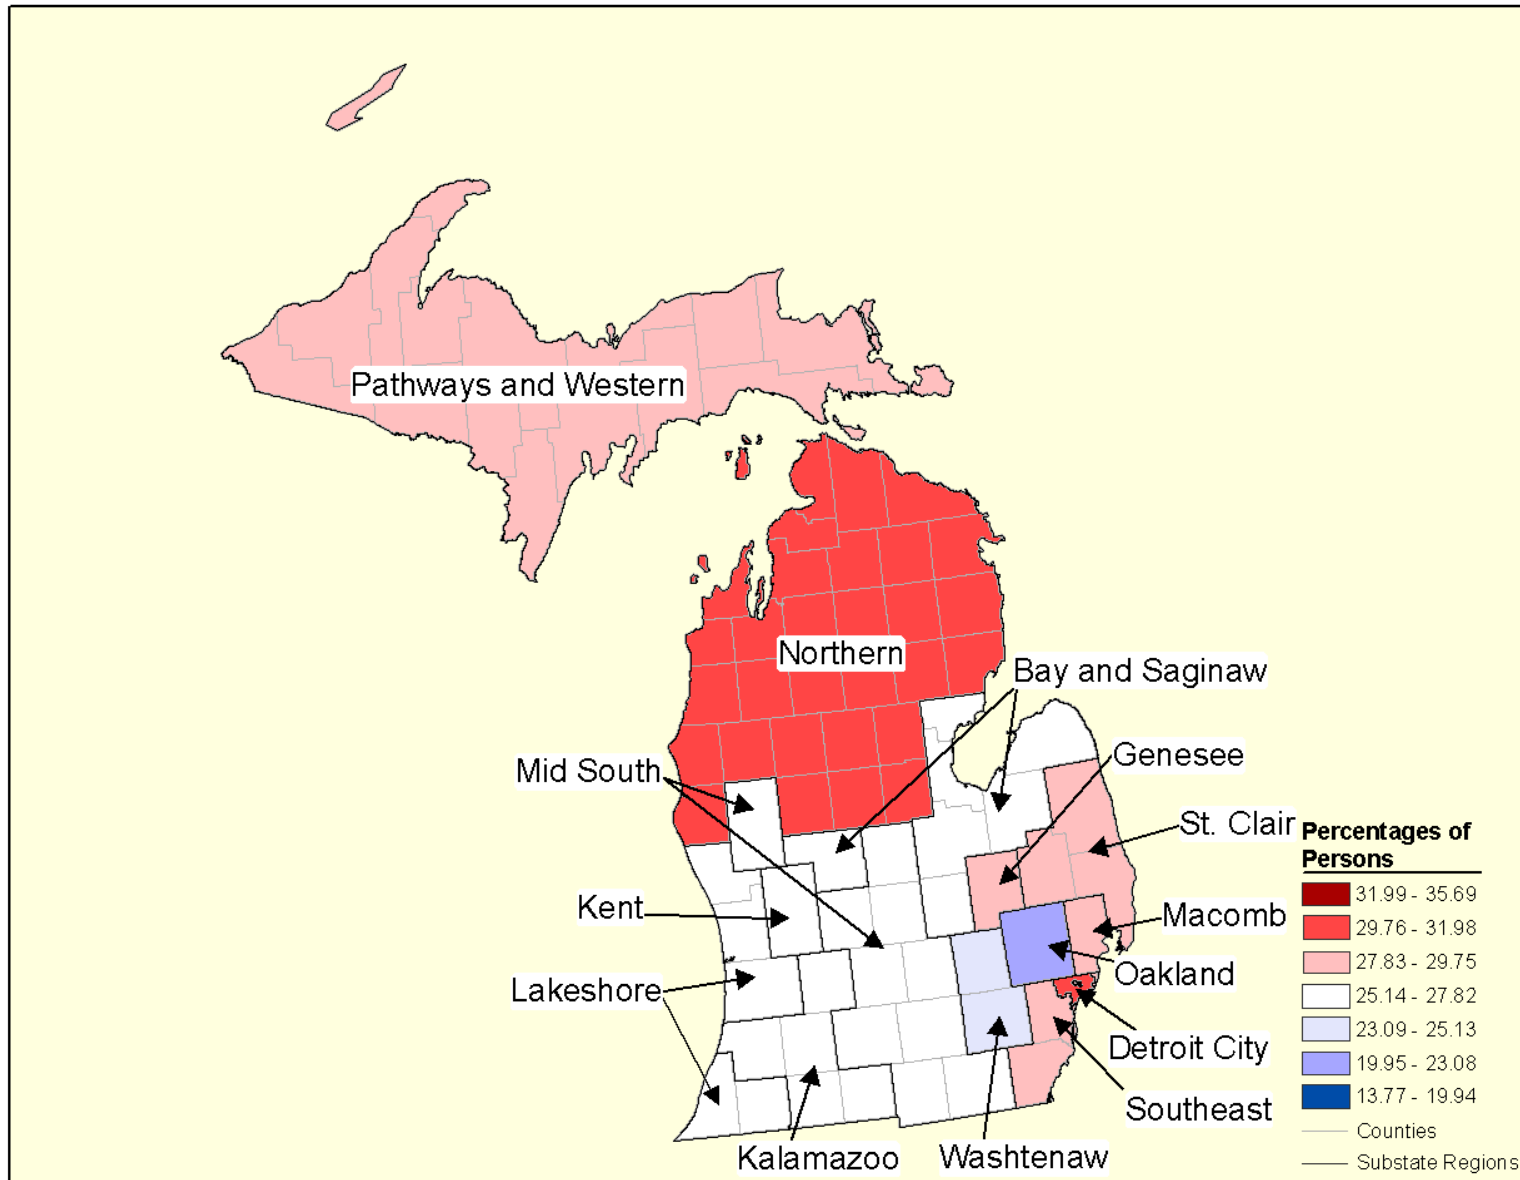 Pathways and Western
Northern
Bay and Saginaw
Genesee
Mid South
St. Clair
Kent
Macomb
Oakland
Lakeshore
Detroit City
Southeast
Kalamazoo
Washtenaw
Percentages of
Persons
31.99 - 35.69
29.76 - 31.98
27.83 - 29.75
25.14 - 27.82
23.09 - 25.13
19.95 - 23.08
13.77 - 19.94
Counties
Substate Regions